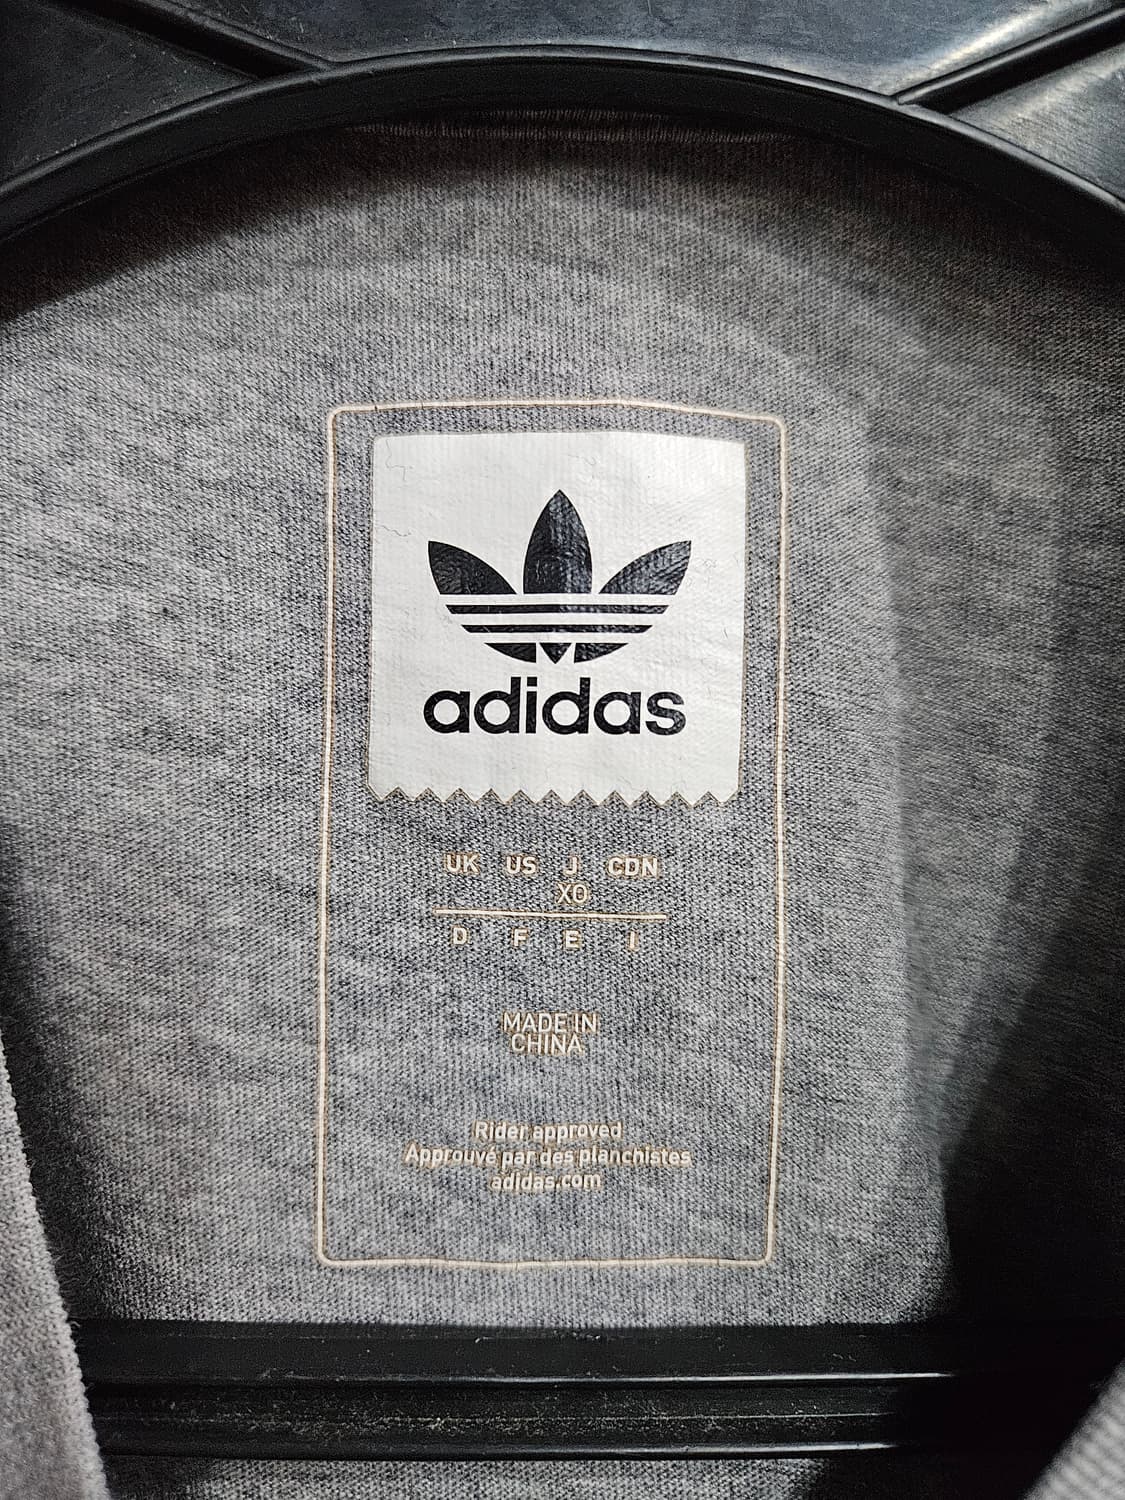 adidas
UK US J CDN
XO
D F E I
MADE IN
CHINA
Rider approved
Approuvé par des planchistes
adidas.com